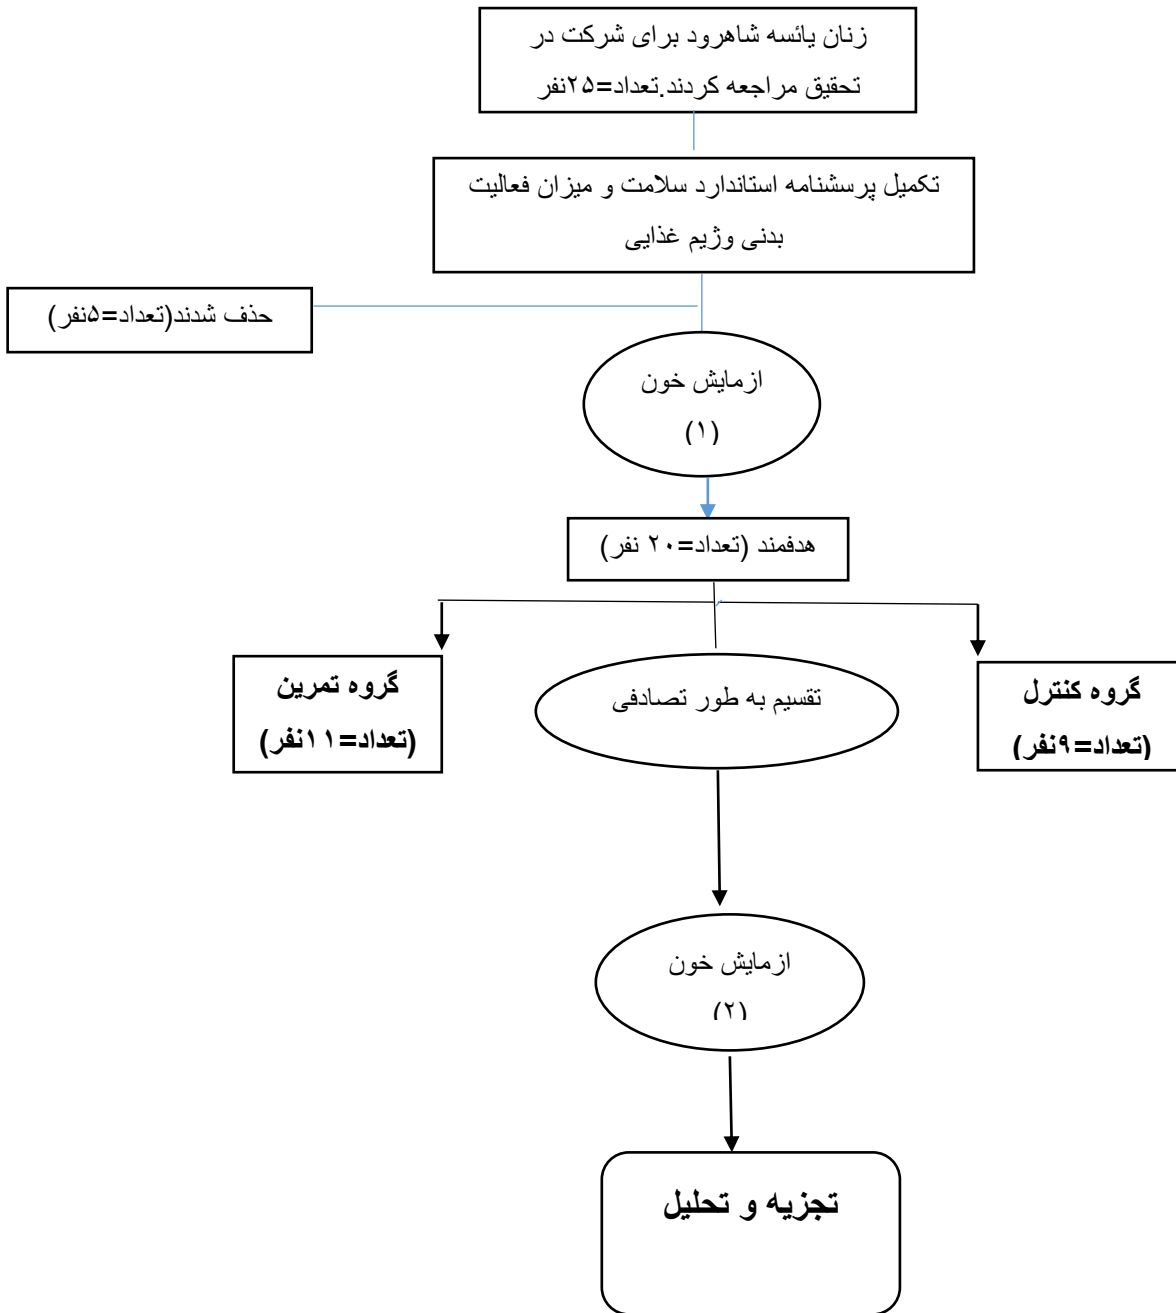 زنان یائسه شاهرود برای شرکت در
تحقیق مراجعه کردند.تعداد=۲۵نفر
تکمیل پرسشنامه استاندارد سلامت و میزان فعالیت
بدنی وژیم غذایی
حذف شدند(تعداد=۵نفر)
ازمایش خون
(۱)
هدفمند (تعداد=۲۰ نفر)
گروه کنترل
(تعداد=۹نفر)
تقسیم به طور تصادفی
گروه تمرین
(تعداد=۱۱نفر)
ازمایش خون
(۲)
تجزیه و تحلیل